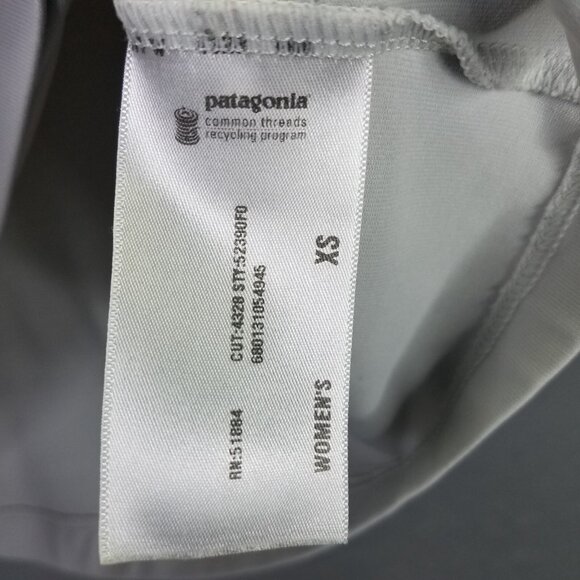 patagonia®
common threads
recycling program
RN:51884 CUT:4328 STY:52390F0
680131054945
WOMEN'S XS